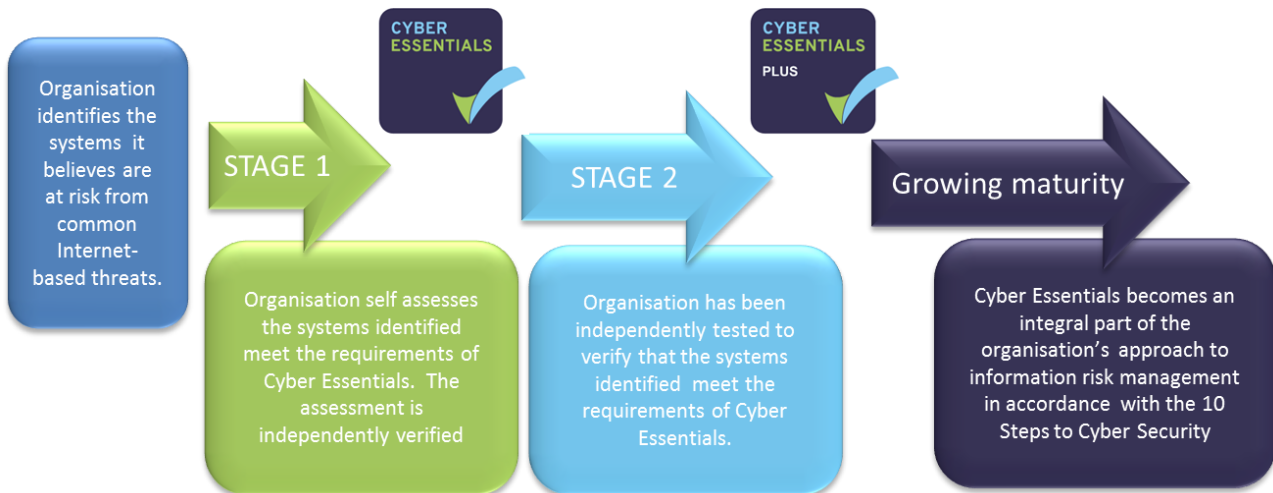 Organisation
identifies the
systems it
believes are
at risk from
common
Internet-
based threats.
STAGE 1
Organisation self assesses
the systems identified
meet the requirements of
Cyber Essentials. The
assessment is
independently verified
CYBER
ESSENTIALS
STAGE 2
Organisation has been
independently tested to
verify that the systems
identified meet the
requirements of Cyber
Essentials.
CYBER
ESSENTIALS
PLUS
Growing maturity
Cyber Essentials becomes an
integral part of the
organisation’s approach to
information risk management
in accordance with the 10
Steps to Cyber Security